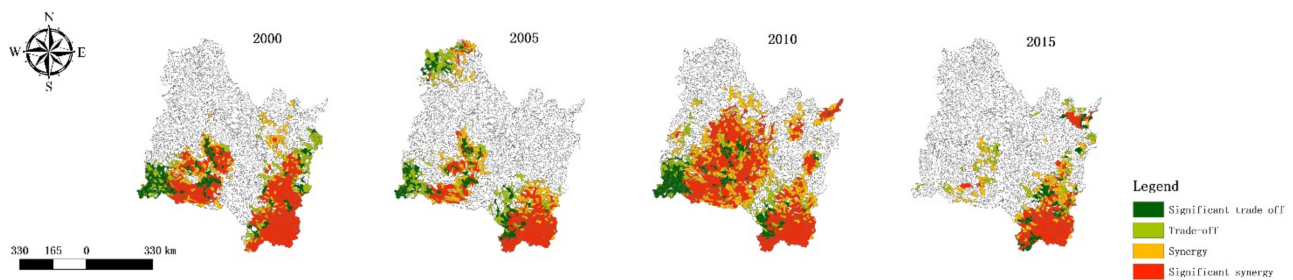 N
W E
S
2000
2005
2010
2015
330 165 0 330 km
Legend
Significant trade off
Trade-off
Synergy
Significant synergy